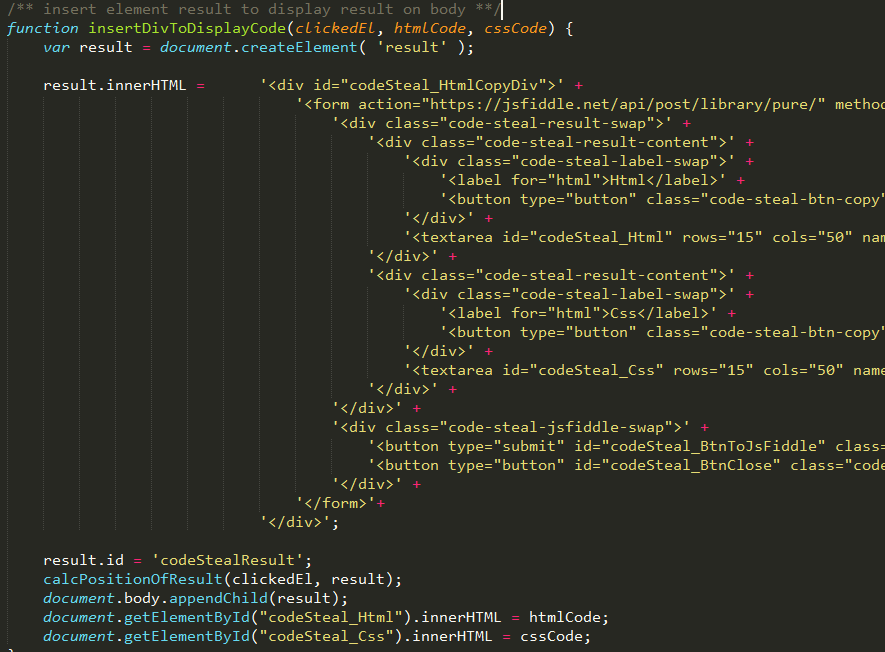 /** insert element result to display result on body **/
function insertDivToDisplayCode(clickedEl, htmlCode, cssCode) {
var result = document.createElement( 'result' );
result.innerHTML = '<div id="codeSteal_HtmlCopyDiv">' +
'<form action="https://jsfiddle.net/api/post/library/pure/" method
'<div class="code-steal-result-swap">' +
'<div class="code-steal-result-content">' +
'<div class="code-steal-label-swap">' +
'<label for="html">Html</label>' +
'<button type="button" class="code-steal-btn-copy"
'</div>' +
'<textarea id="codeSteal_Html" rows="15" cols="50" nam
'</div>' +
'<div class="code-steal-result-content">' +
'<div class="code-steal-label-swap">' +
'<label for="html">Css</label>' +
'<button type="button" class="code-steal-btn-copy"
'</div>' +
'<textarea id="codeSteal_Css" rows="15" cols="50" name
'</div>' +
'</div>' +
'<div class="code-steal-jsfiddle-swap">' +
'<button type="submit" id="codeSteal_BtnToJsFiddle" class=
'<button type="button" id="codeSteal_BtnClose" class="code
'</div>' +
'</form>'+
'</div>';
result.id = 'codeStealResult';
calcPositionOfResult(clickedEl, result);
document.body.appendChild(result);
document.getElementById("codeSteal_Html").innerHTML = htmlCode;
document.getElementById("codeSteal_Css").innerHTML = cssCode;